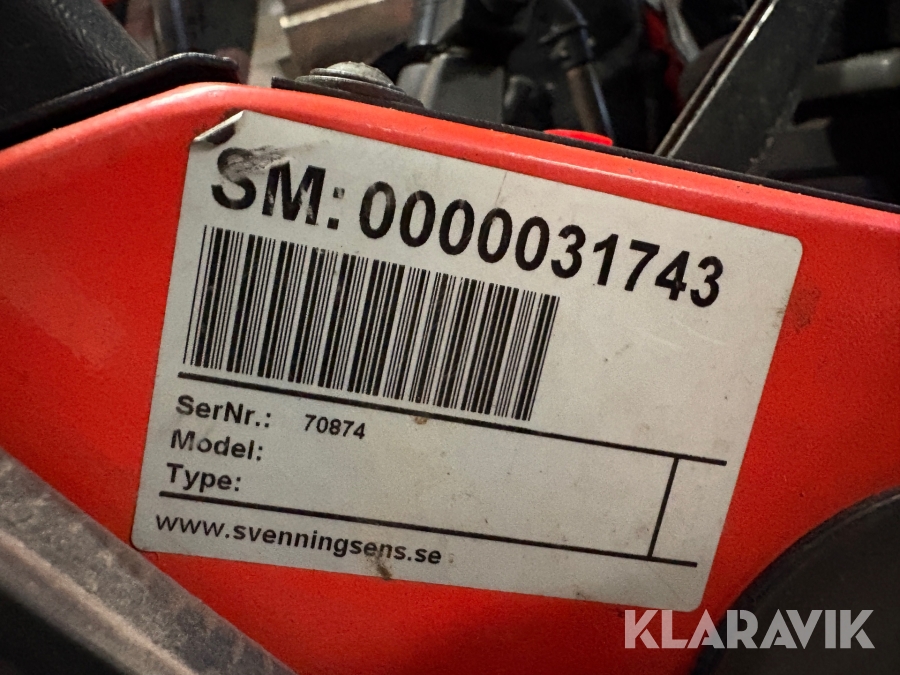 SM: 0000031743
SerNr.: 70874
Model:
Type:
www.svenningsens.se
KLARAVIK